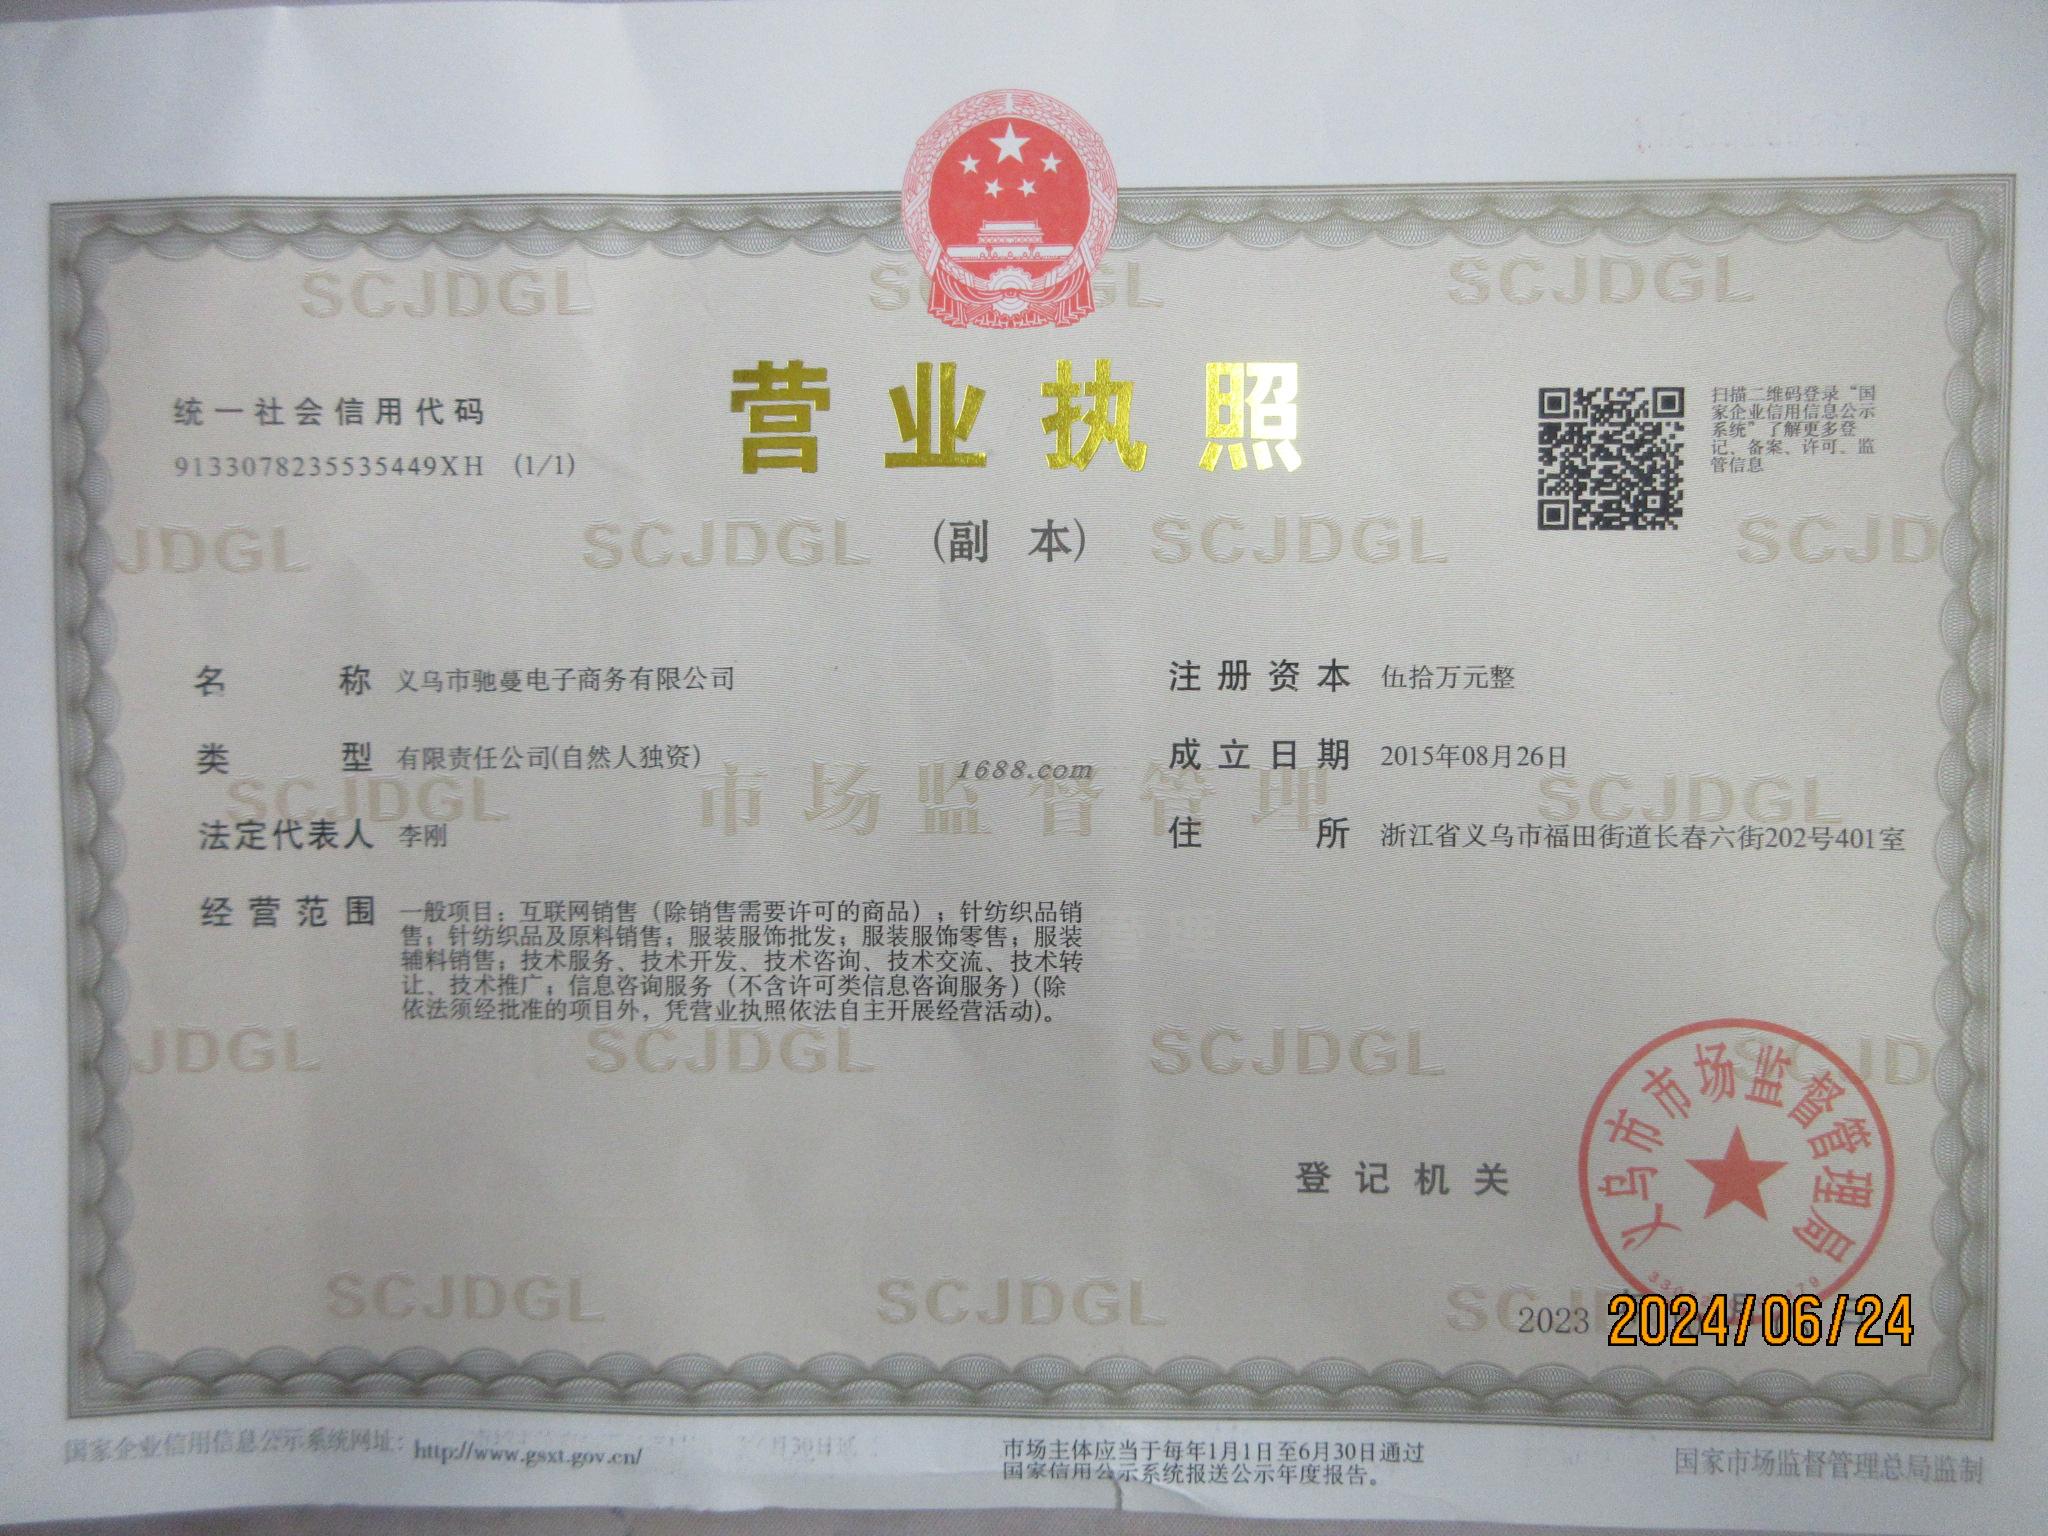 营业执照
(副 本)
统一社会信用代码
9133078235535449XH (1/1)
扫描二维码登录“国
家企业信用信息公示
系统”了解更多登
记、备案、许可、监
管信息
名称 义乌市驰蔓电子商务有限公司
类型 有限责任公司(自然人独资)
法定代表人 李刚
经营范围 一般项目：互联网销售（除销售需要许可的商品）；针纺织品销
售；针纺织品及原料销售；服装服饰批发；服装服饰零售；服装
辅料销售；技术服务、技术开发、技术咨询、技术交流、技术转
让、技术推广；信息咨询服务（不含许可类信息咨询服务）(除
依法须经批准的项目外，凭营业执照依法自主开展经营活动)。
注册资本 伍拾万元整
成立日期 2015年08月26日
住所 浙江省义乌市福田街道长春六街202号401室
1688.com
市场监督管理
SCJDGL
登记机关
义乌市市场监督管理局
2023
2024/06/24
国家企业信用信息公示系统网址：http://www.gsxt.gov.cn/
市场主体应当于每年1月1日至6月30日通过
国家信用公示系统报送公示年度报告。
国家市场监督管理总局监制